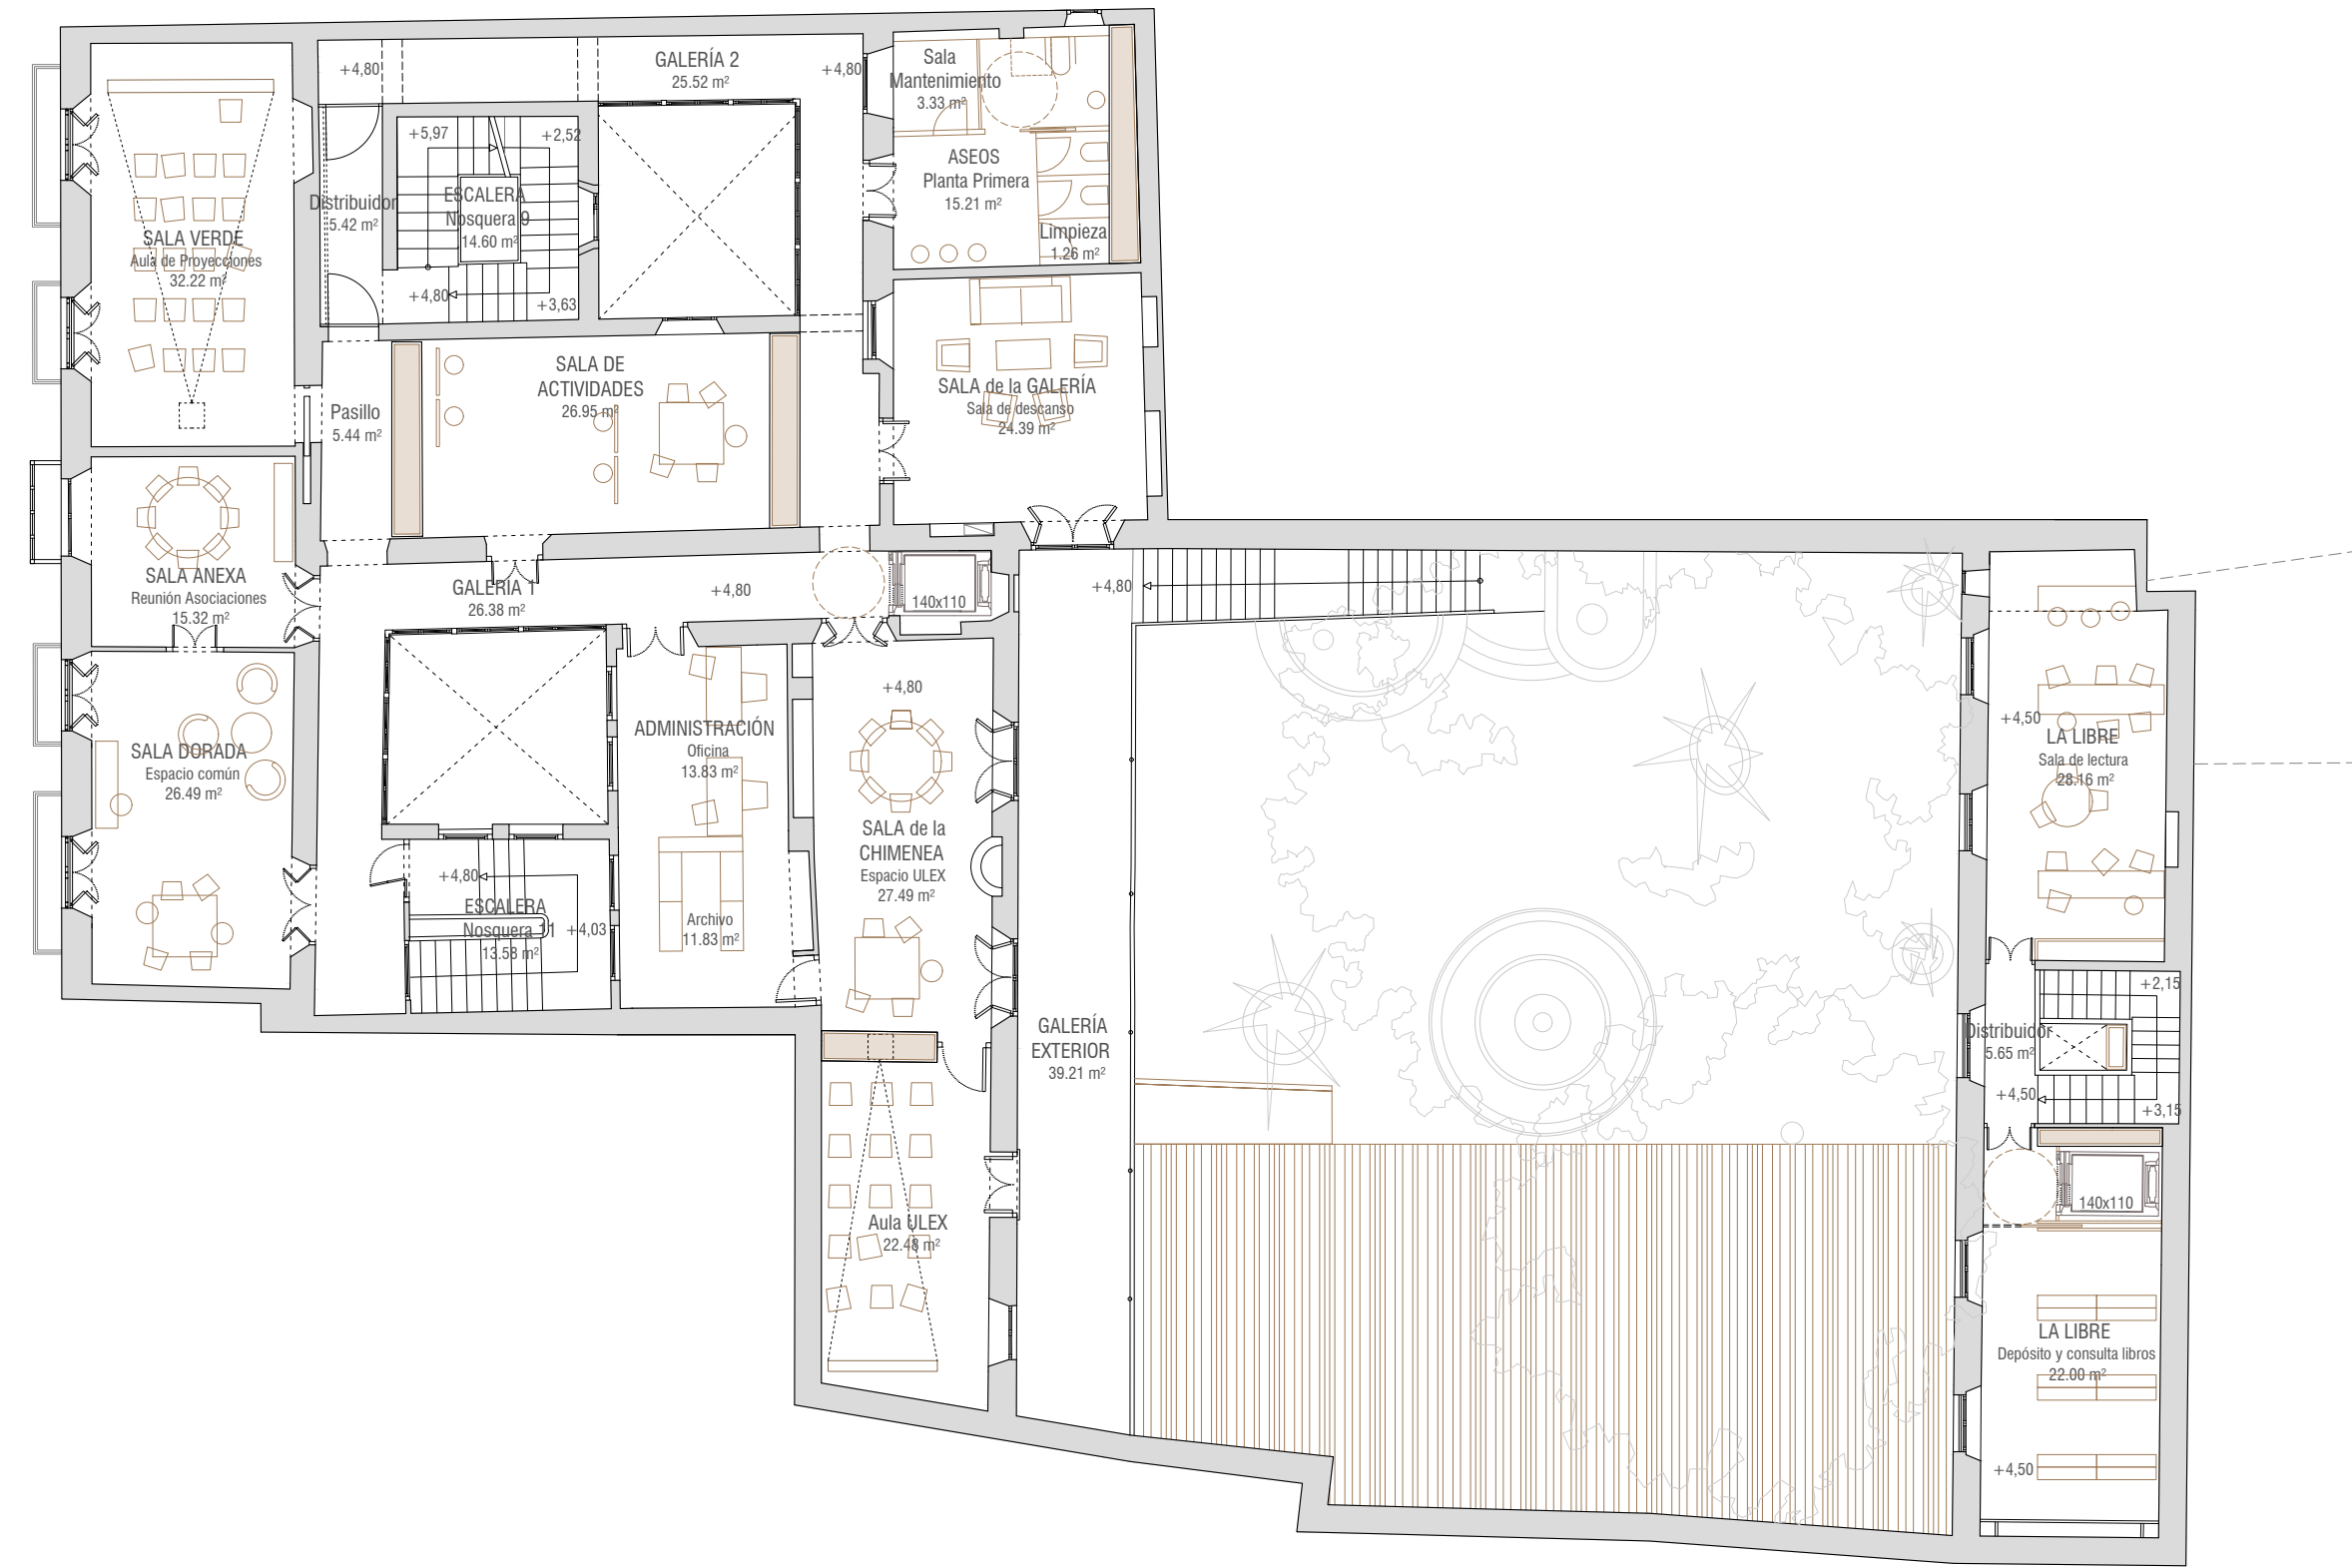 GALERÍA 2
25.52 m²
+4,80
+4,80
Sala
Mantenimiento
3.33 m²
+5,97
+2,52
ASEOS
Planta Primera
15.21 m²
Distribuidor
5.42 m²
ESCALERA
Nosquera 9
14.60 m²
SALA VERDE
Aula de Proyecciones
32.22 m²
Limpieza
1.26 m²
+4,80
+3,63
SALA DE
ACTIVIDADES
26.95 m²
SALA de la GALERÍA
Sala de descanso
24.39 m²
Pasillo
5.44 m²
SALA ANEXA
Reunión Asociaciones
15.32 m²
GALERÍA 1
26.38 m²
+4,80
140x110
+4,80
+4,80
SALA DORADA
Espacio común
26.49 m²
ADMINISTRACIÓN
Oficina
13.83 m²
+4,50
LA LIBRE
Sala de lectura
28.16 m²
SALA de la
CHIMENEA
Espacio ULEX
27.49 m²
+4,80
ESCALERA
Nosquera 11
13.58 m²
+4,03
Archivo
11.83 m²
+2,15
GALERÍA
EXTERIOR
39.21 m²
Distribuidor
5.65 m²
+4,50
+3,15
140x110
Aula ULEX
22.48 m²
LA LIBRE
Depósito y consulta libros
22.00 m²
+4,50